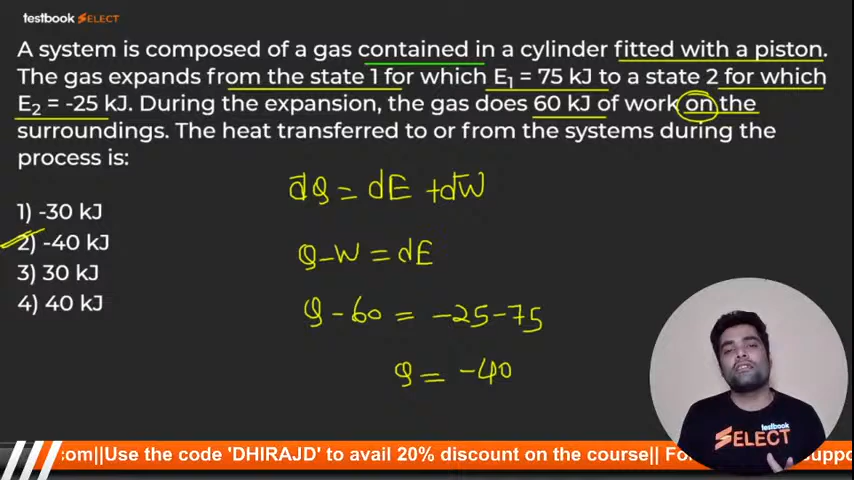 testbook SELECT
A system is composed of a gas contained in a cylinder fitted with a piston.
The gas expands from the state 1 for which E₁ = 75 kJ to a state 2 for which
E₂ = -25 kJ. During the expansion, the gas does 60 kJ of work on the
surroundings. The heat transferred to or from the systems during the
process is:
1) -30 kJ
2) -40 kJ
3) 30 kJ
4) 40 kJ
đQ = dE + đW
Q - W = dE
Q - 60 = -25 - 75
Q = -40
testbook
SELECT
com||Use the code 'DHIRAJD' to avail 20% discount on the course||